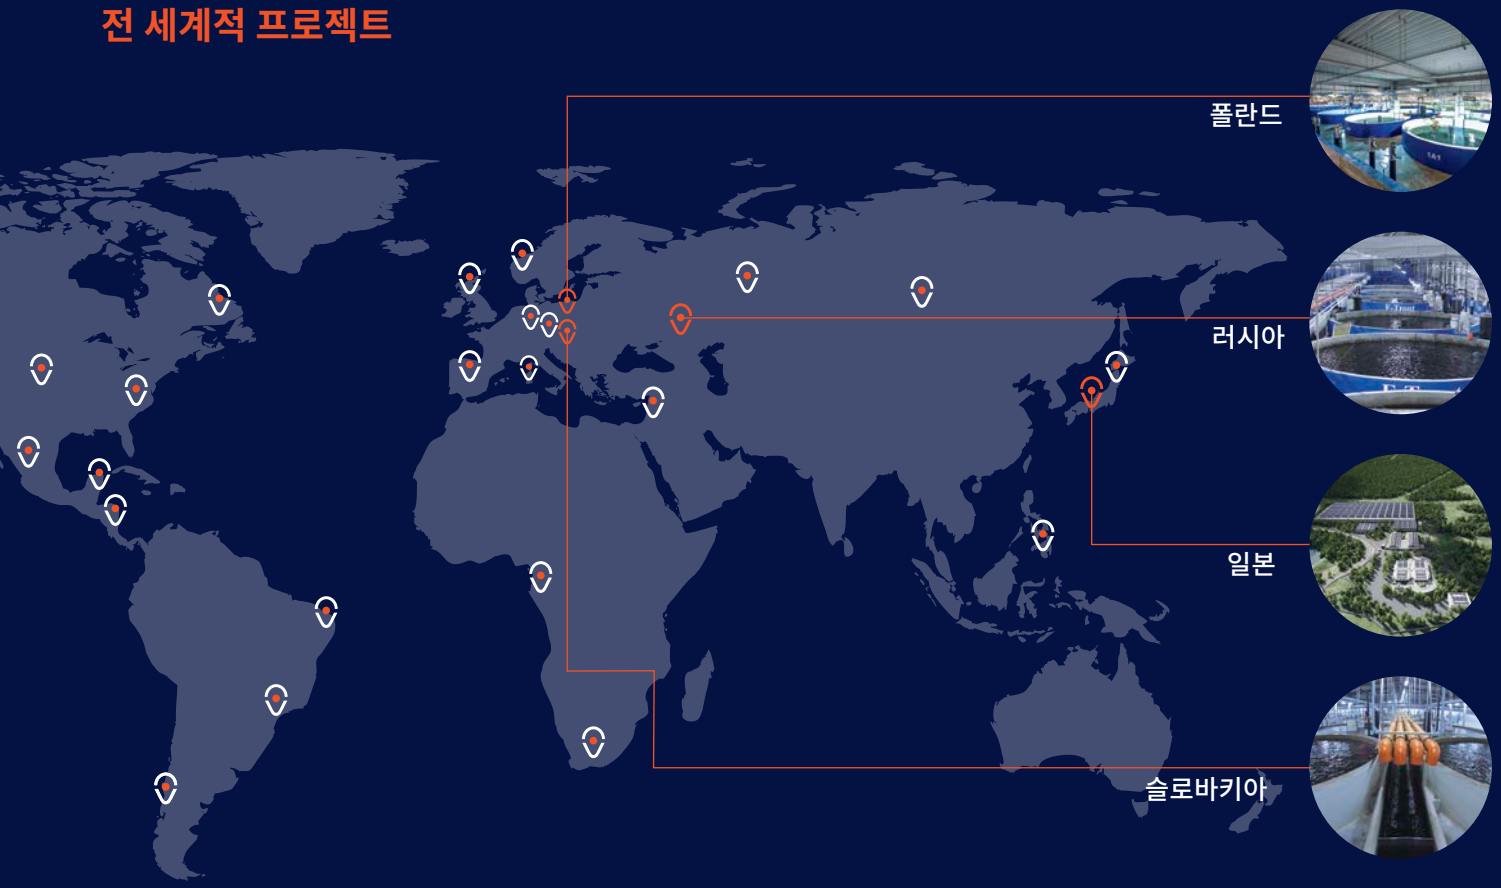 전 세계적 프로젝트
폴란드
러시아
일본
슬로바키아